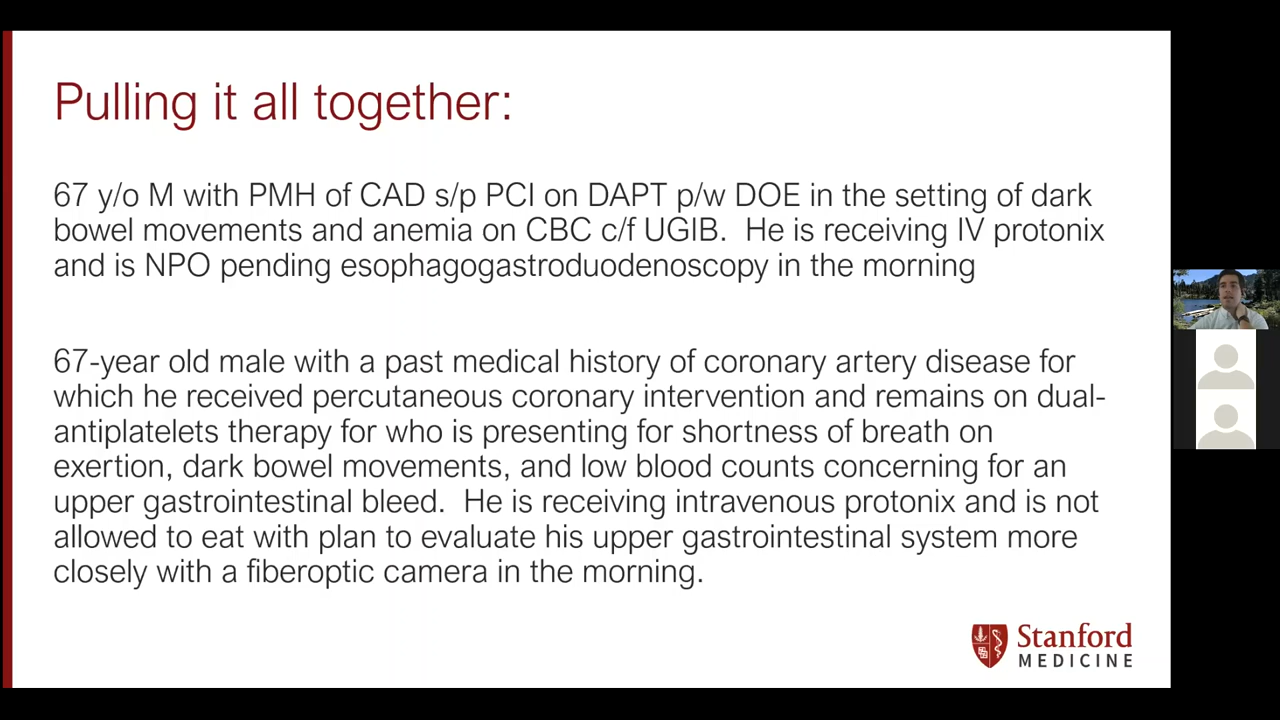 Pulling it all together:
67 y/o M with PMH of CAD s/p PCI on DAPT p/w DOE in the setting of dark
bowel movements and anemia on CBC c/f UGIB.  He is receiving IV protonix
and is NPO pending esophagogastroduodenoscopy in the morning
67-year old male with a past medical history of coronary artery disease for
which he received percutaneous coronary intervention and remains on dual-
antiplatelets therapy for who is presenting for shortness of breath on
exertion, dark bowel movements, and low blood counts concerning for an
upper gastrointestinal bleed.  He is receiving intravenous protonix and is not
allowed to eat with plan to evaluate his upper gastrointestinal system more
closely with a fiberoptic camera in the morning.
Stanford
MEDICINE